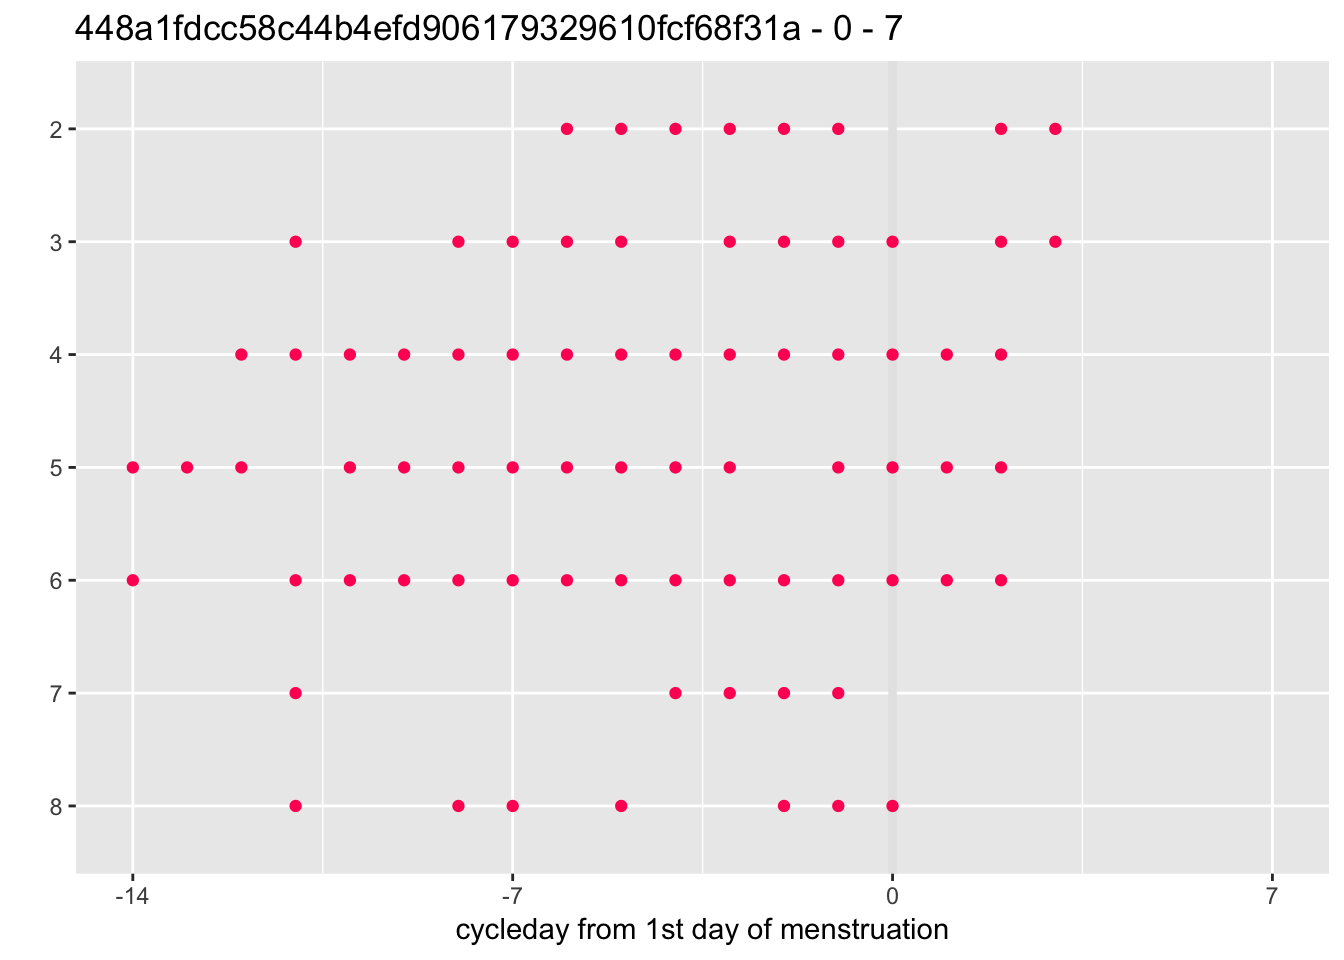 448a1fdcc58c44b4efd906179329610fcf68f31a - 0 - 7
2
3
4
5
6
7
8
-14 -7 0 7
cycleday from 1st day of menstruation